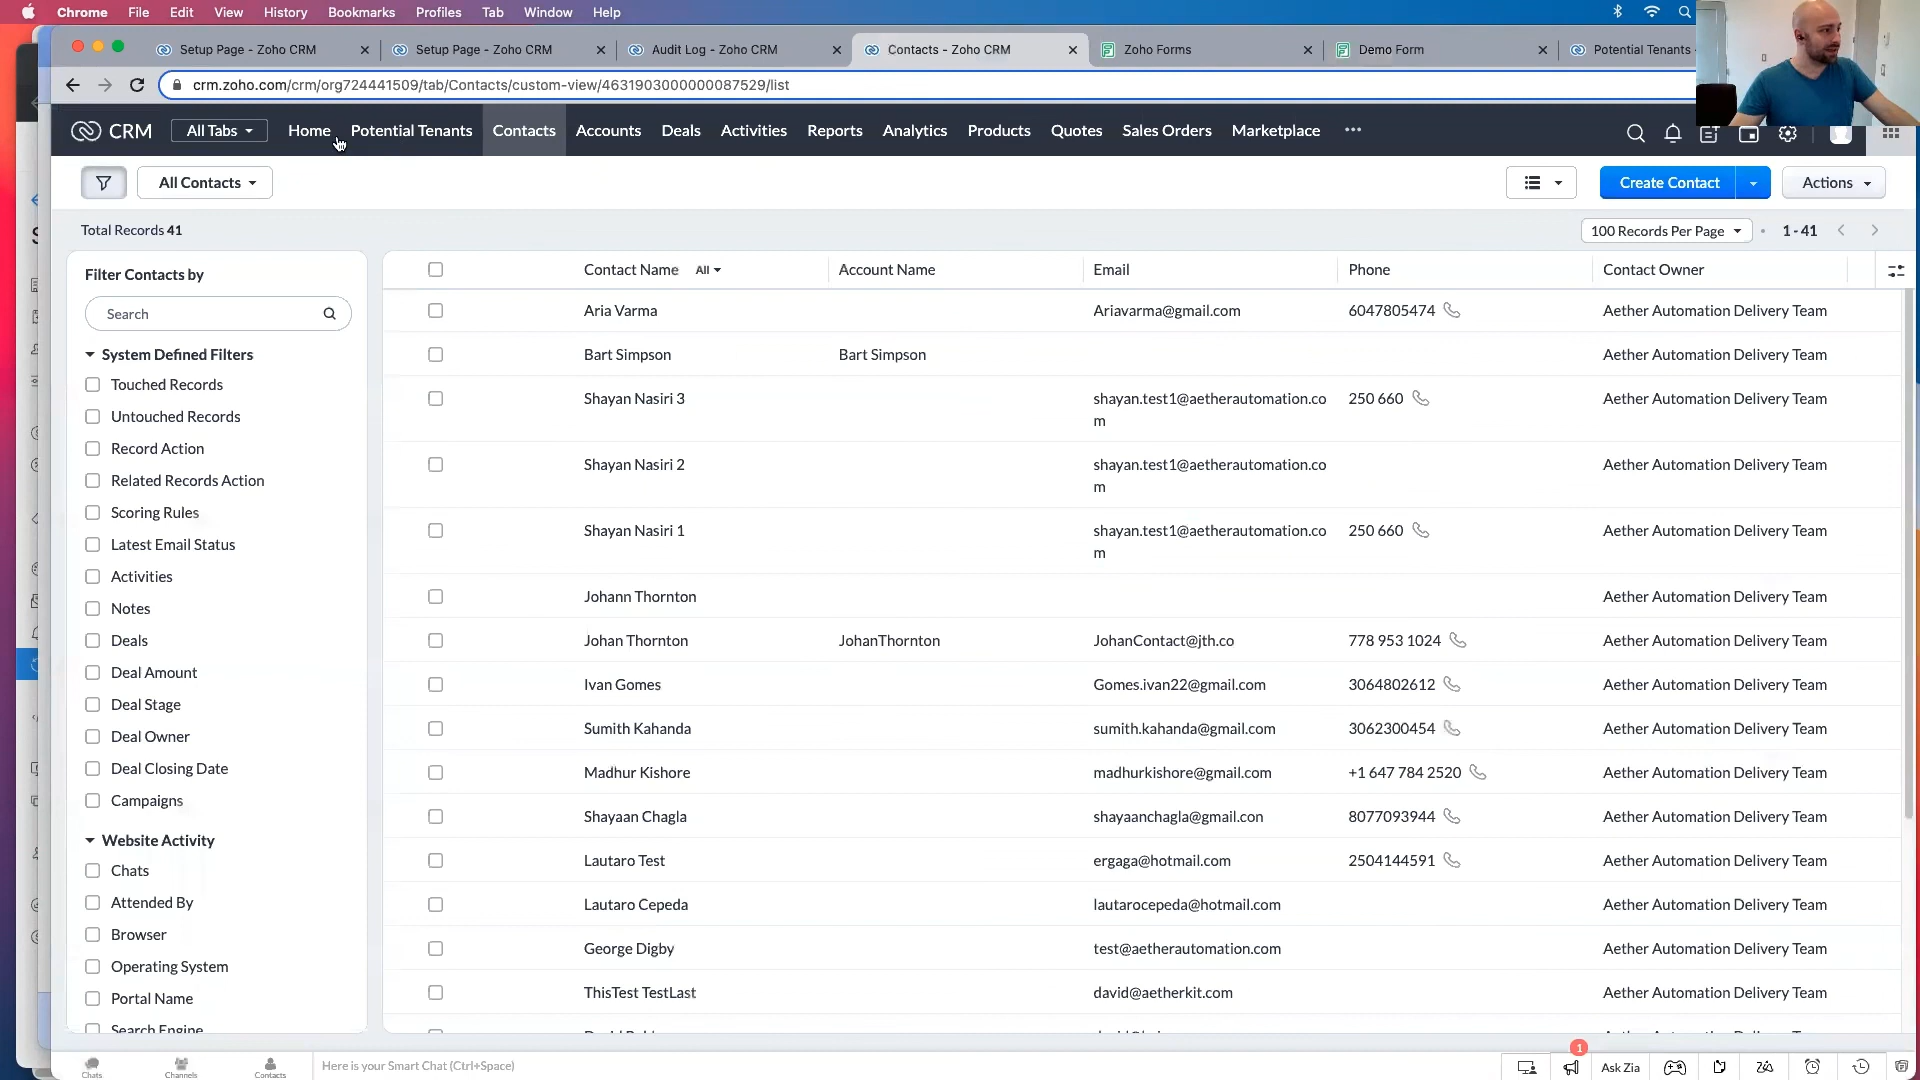 Chrome File Edit View History Bookmarks Profiles Tab Window Help
Setup Page - Zoho CRM
Setup Page - Zoho CRM
Audit Log - Zoho CRM
Contacts - Zoho CRM
Zoho Forms
Demo Form
Potential Tenants -
crm.zoho.com/crm/org724441509/tab/Contacts/custom-view/4631903000000087529/list
CRM All Tabs Home Potential Tenants Contacts Accounts Deals Activities Reports Analytics Products Quotes Sales Orders Marketplace
All Contacts Create Contact Actions
Total Records 41 100 Records Per Page 1 - 41
Filter Contacts by
Search
System Defined Filters
Touched Records
Untouched Records
Record Action
Related Records Action
Scoring Rules
Latest Email Status
Activities
Notes
Deals
Deal Amount
Deal Stage
Deal Owner
Deal Closing Date
Campaigns
Website Activity
Chats
Attended By
Browser
Operating System
Portal Name
Search Engine
Contact Name All Account Name Email Phone Contact Owner
Aria Varma Ariavarma@gmail.com 6047805474 Aether Automation Delivery Team
Bart Simpson Bart Simpson Aether Automation Delivery Team
Shayan Nasiri 3 shayan.test1@aetherautomation.co 250 660 Aether Automation Delivery Team
m
Shayan Nasiri 2 shayan.test1@aetherautomation.co Aether Automation Delivery Team
m
Shayan Nasiri 1 shayan.test1@aetherautomation.co 250 660 Aether Automation Delivery Team
m
Johann Thornton Aether Automation Delivery Team
Johan Thornton JohanThornton JohanContact@jth.co 778 953 1024 Aether Automation Delivery Team
Ivan Gomes Gomes.ivan22@gmail.com 3064802612 Aether Automation Delivery Team
Sumith Kahanda sumith.kahanda@gmail.com 3062300454 Aether Automation Delivery Team
Madhur Kishore madhurkishore@gmail.com +1 647 784 2520 Aether Automation Delivery Team
Shayaan Chagla shayaanchagla@gmail.con 8077093944 Aether Automation Delivery Team
Lautaro Test ergaga@hotmail.com 2504144591 Aether Automation Delivery Team
Lautaro Cepeda lautarocepeda@hotmail.com Aether Automation Delivery Team
George Digby test@aetherautomation.com Aether Automation Delivery Team
ThisTest TestLast david@aetherkit.com Aether Automation Delivery Team
Chats Channels Contacts Here is your Smart Chat (Ctrl+Space) 1 Ask Zia